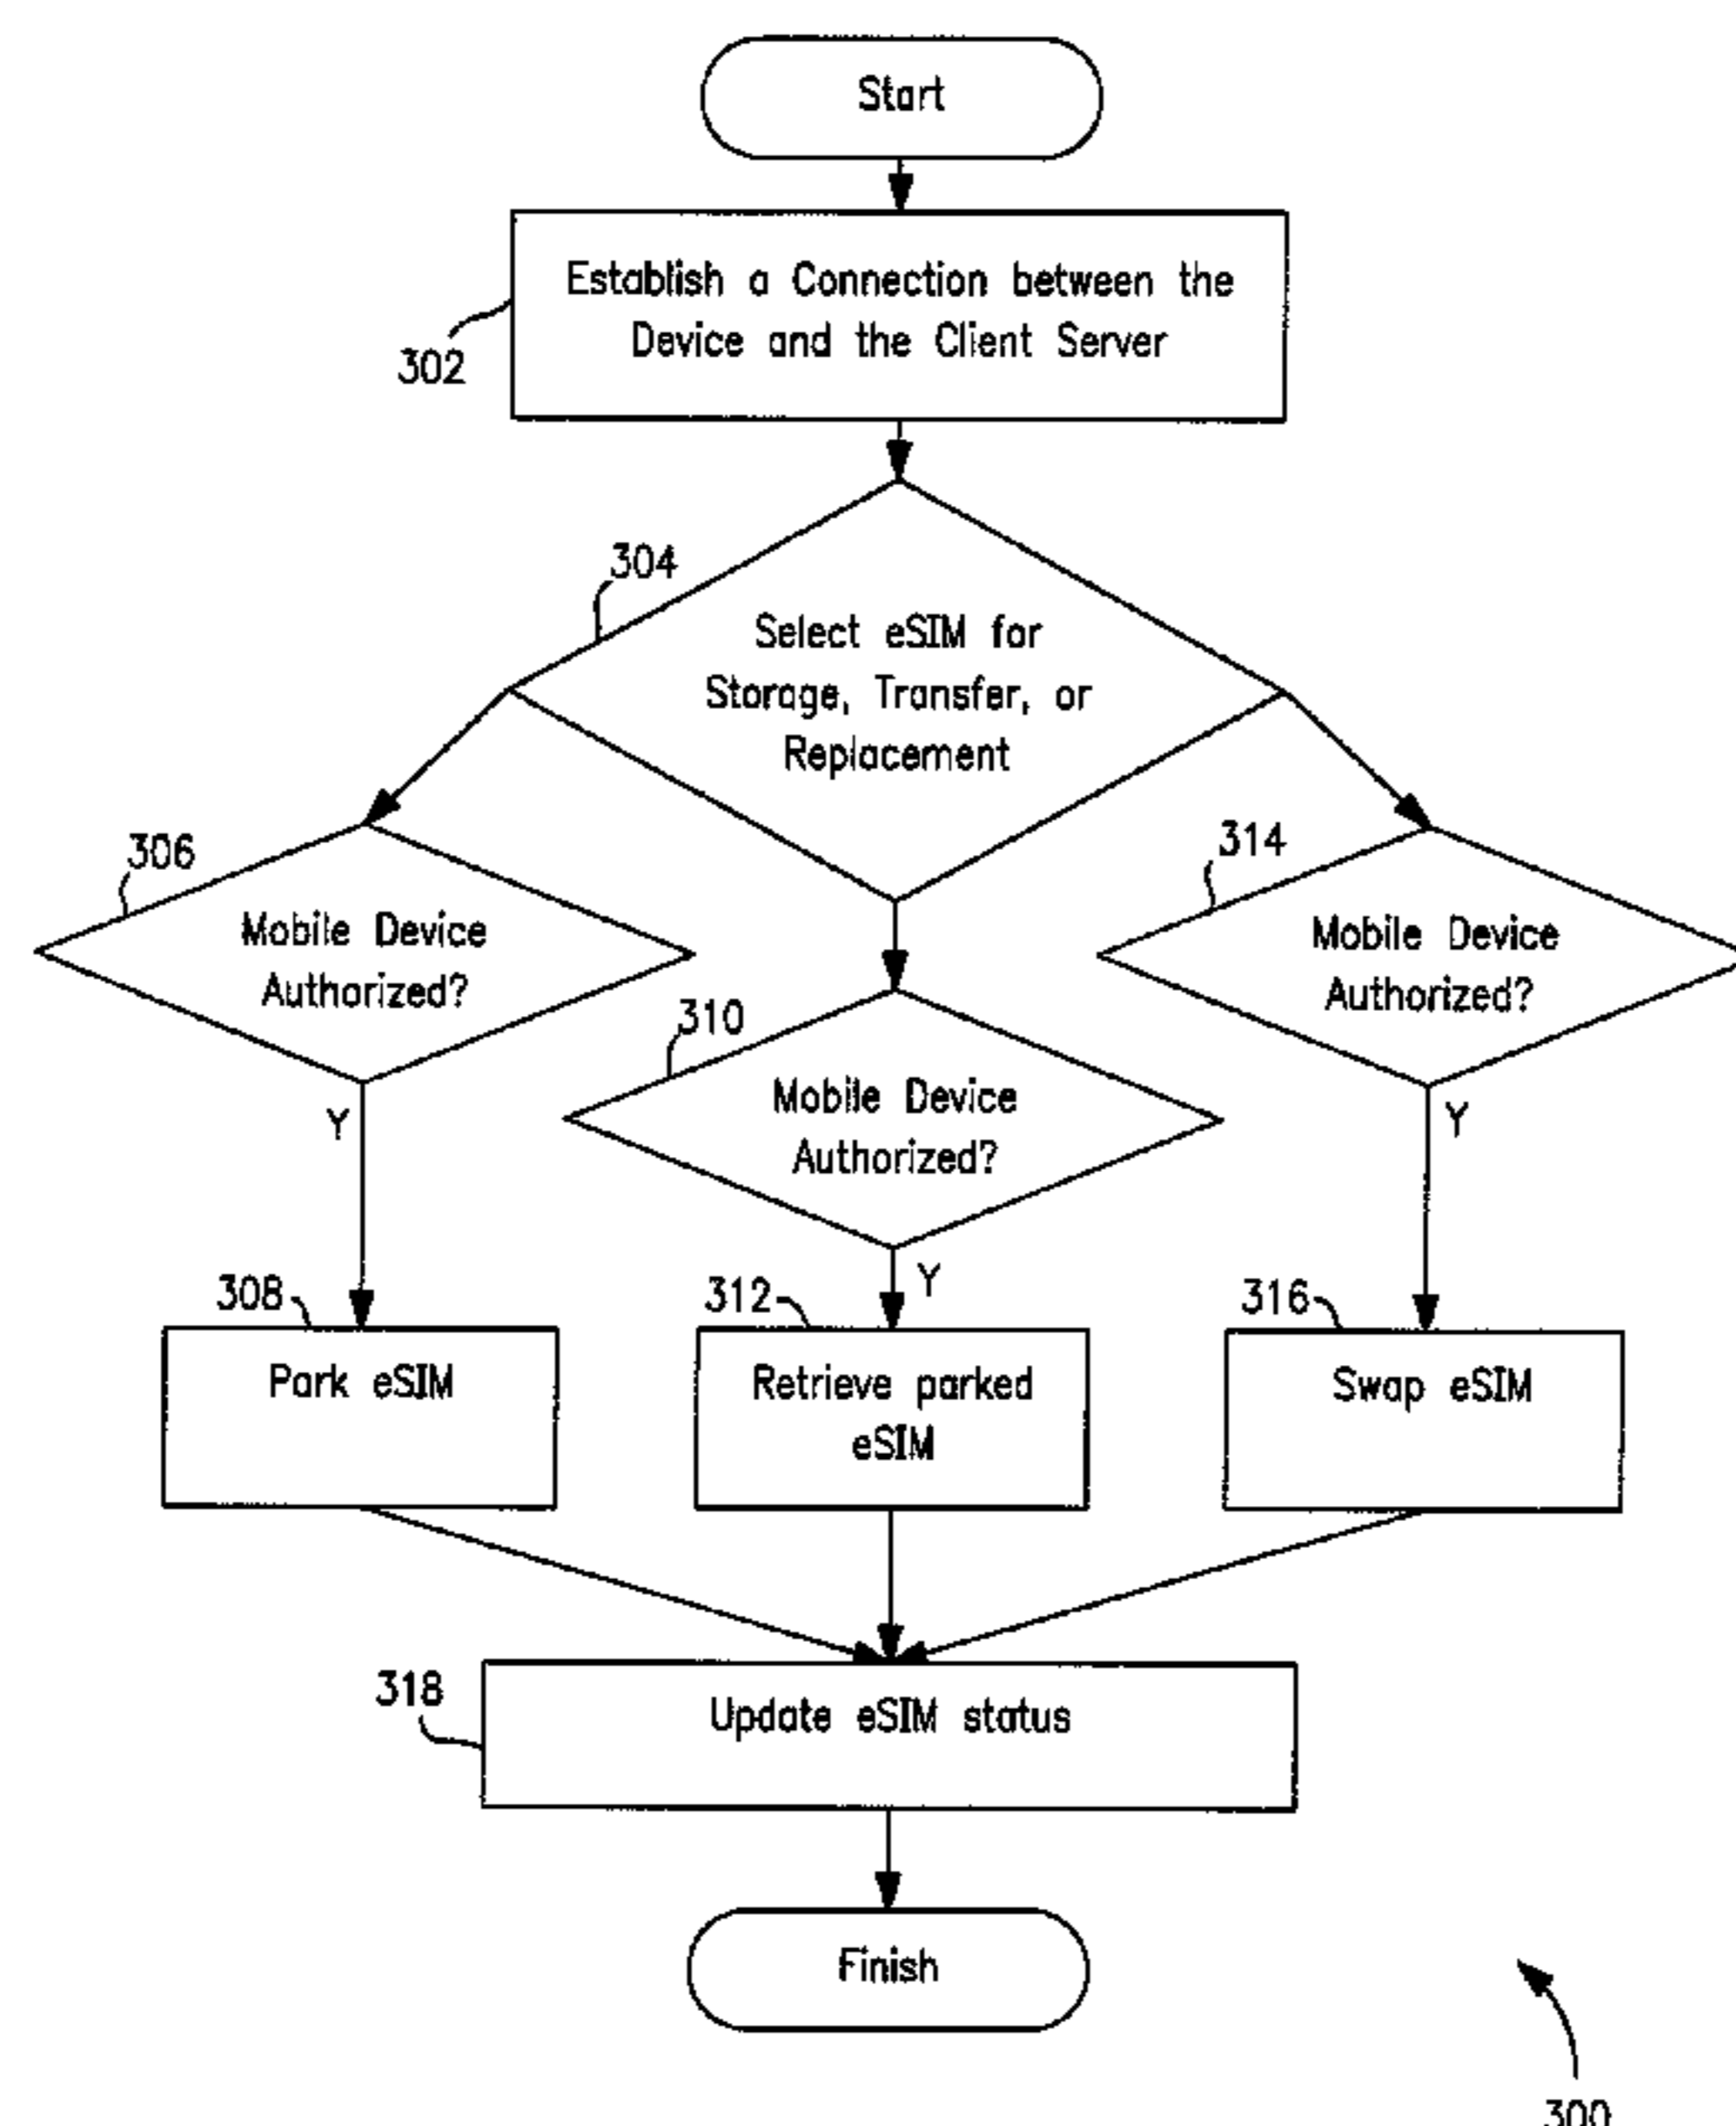 Start
Establish a Connection between the
Device and the Client Server
302
304
Select eSIM for
Storage, Transfer, or
Replacement
306
Mobile Device
Authorized?
314
Mobile Device
Authorized?
310
Mobile Device
Authorized?
Y
Y
Y
308
Park eSIM
312
Retrieve parked
eSIM
316
Swap eSIM
318
Update eSIM status
Finish
300